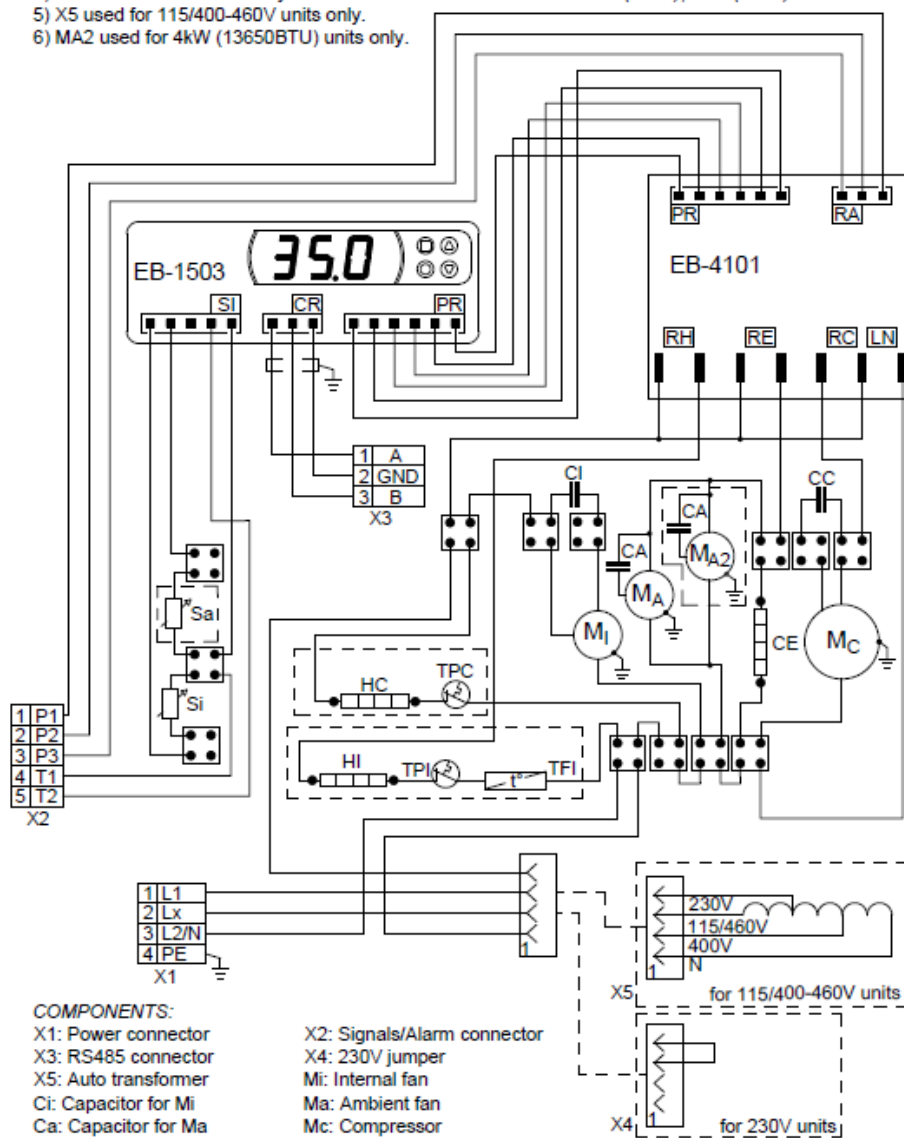 5) X5 used for 115/400-460V units only.
6) MA2 used for 4kW (13650BTU) units only.
PR
RA
EB-4101
EB-1503
35.0
SI
CR
PR
RH
RE
RC
LN
1 A
2 GND
3 B
X3
CI
CC
CA
CA
MA2
MA
Sa
MI
CE
MC
TPC
HC
Si
1 P1
2 P2
3 P3
4 T1
5 T2
X2
HI
TPI
t°
TFI
1 L1
2 Lx
3 L2/N
4 PE
X1
1
230V
115/460V
400V
N
1
X5
for 115/400-460V units
1
X4
for 230V units
COMPONENTS:
X1: Power connector
X2: Signals/Alarm connector
X3: RS485 connector
X4: 230V jumper
X5: Auto transformer
Mi: Internal fan
Ci: Capacitor for Mi
Ma: Ambient fan
Ca: Capacitor for Ma
Mc: Compressor